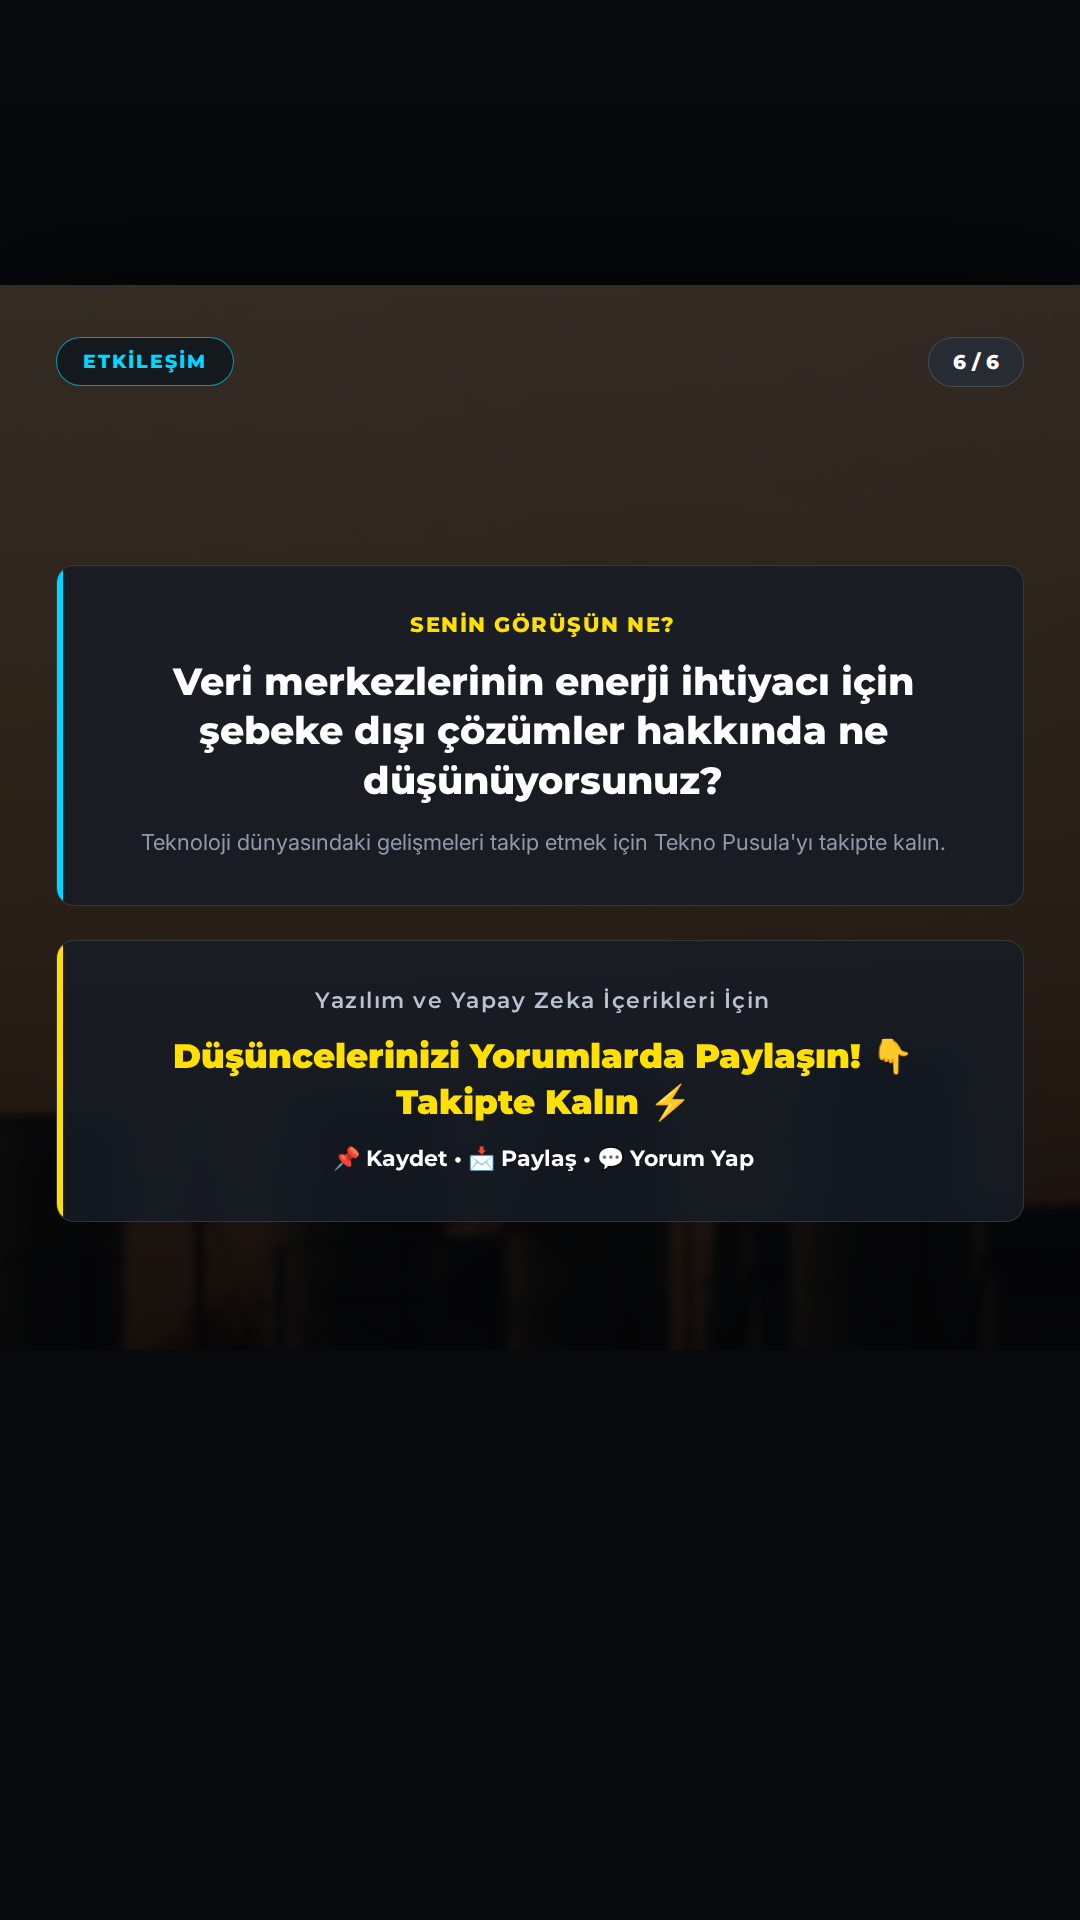 ETKİLEŞİM
6 / 6
SENİN GÖRÜŞÜN NE?
Veri merkezlerinin enerji ihtiyacı için
şebeke dışı çözümler hakkında ne
düşünüyorsunuz?
Teknoloji dünyasındaki gelişmeleri takip etmek için Tekno Pusula'yı takipte kalın.
Yazılım ve Yapay Zeka İçerikleri İçin
Düşüncelerinizi Yorumlarda Paylaşın! 👇
Takipte Kalın ⚡
📌 Kaydet • 📩 Paylaş • 💬 Yorum Yap